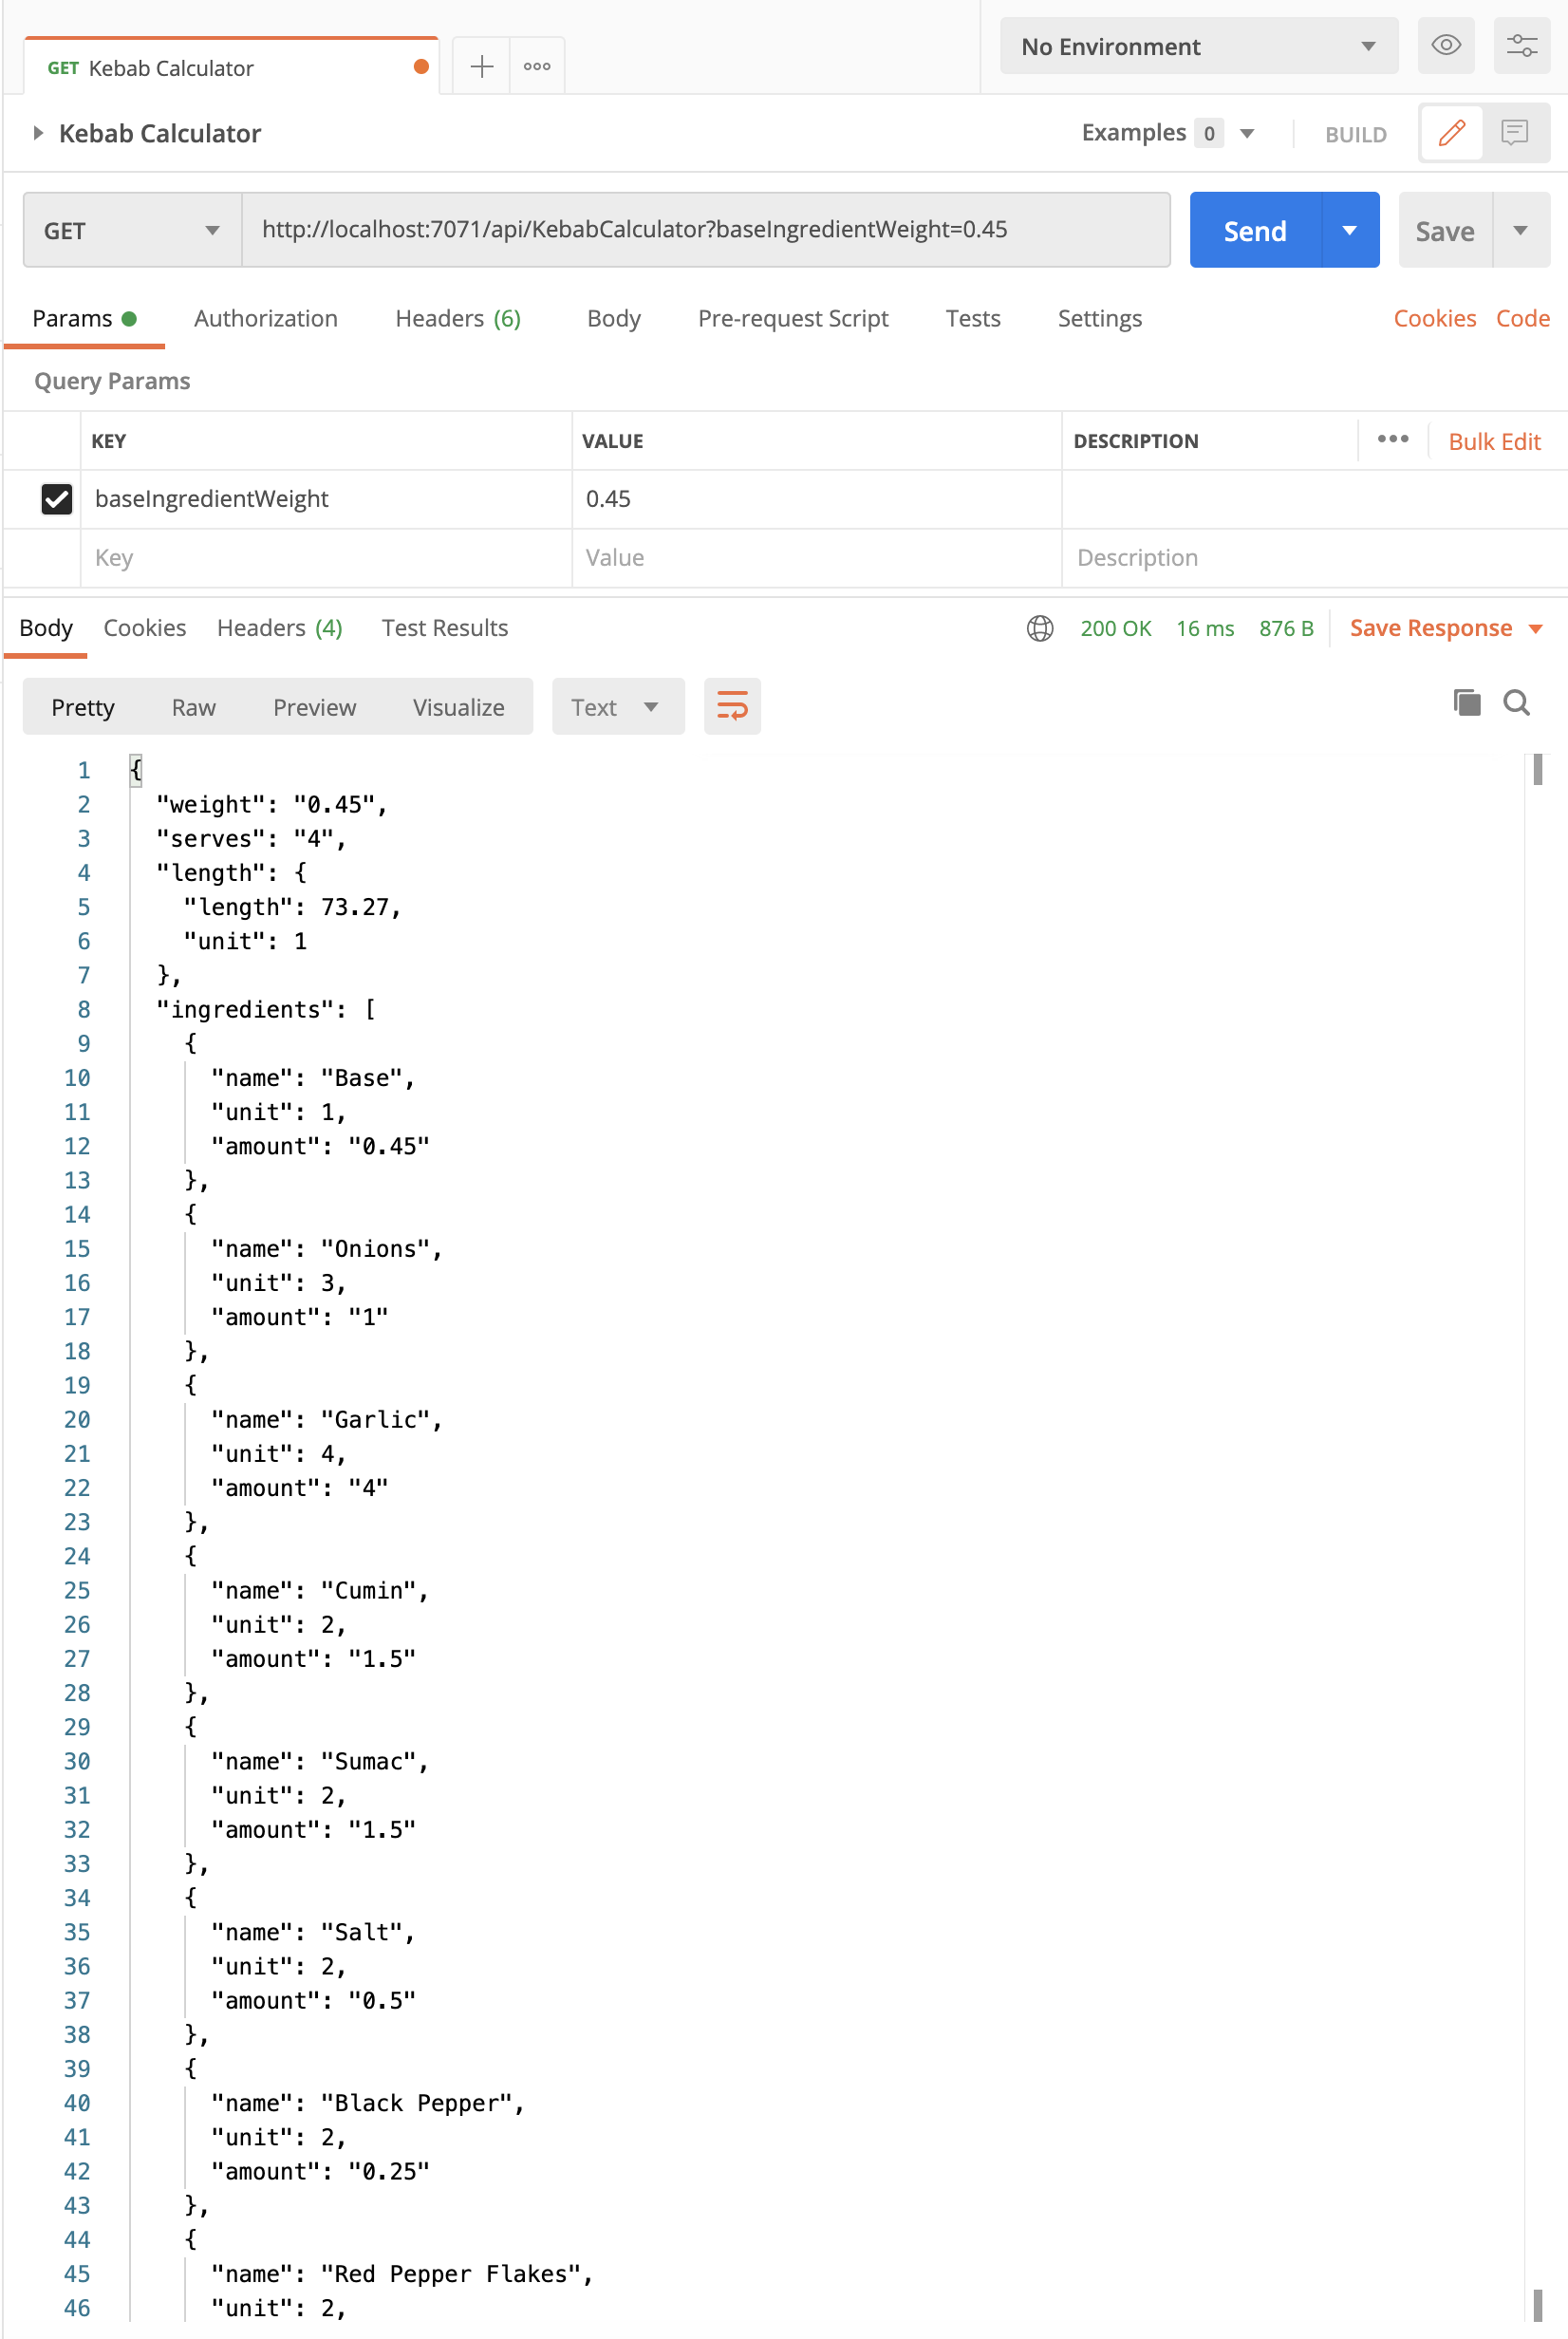 GET Kebab Calculator
No Environment
Kebab Calculator
Examples 0
BUILD
GET http://localhost:7071/api/KebabCalculator?baseIngredientWeight=0.45 Send Save
Params Authorization Headers (6) Body Pre-request Script Tests Settings Cookies Code
Query Params
KEY VALUE DESCRIPTION Bulk Edit
baseIngredientWeight 0.45
Key Value Description
Body Cookies Headers (4) Test Results 200 OK 16 ms 876 B Save Response
Pretty Raw Preview Visualize Text
1 {
2 "weight": "0.45",
3 "serves": "4",
4 "length": {
5 "length": 73.27,
6 "unit": 1
7 },
8 "ingredients": [
9 {
10 "name": "Base",
11 "unit": 1,
12 "amount": "0.45"
13 },
14 {
15 "name": "Onions",
16 "unit": 3,
17 "amount": "1"
18 },
19 {
20 "name": "Garlic",
21 "unit": 4,
22 "amount": "4"
23 },
24 {
25 "name": "Cumin",
26 "unit": 2,
27 "amount": "1.5"
28 },
29 {
30 "name": "Sumac",
31 "unit": 2,
32 "amount": "1.5"
33 },
34 {
35 "name": "Salt",
36 "unit": 2,
37 "amount": "0.5"
38 },
39 {
40 "name": "Black Pepper",
41 "unit": 2,
42 "amount": "0.25"
43 },
44 {
45 "name": "Red Pepper Flakes",
46 "unit": 2,